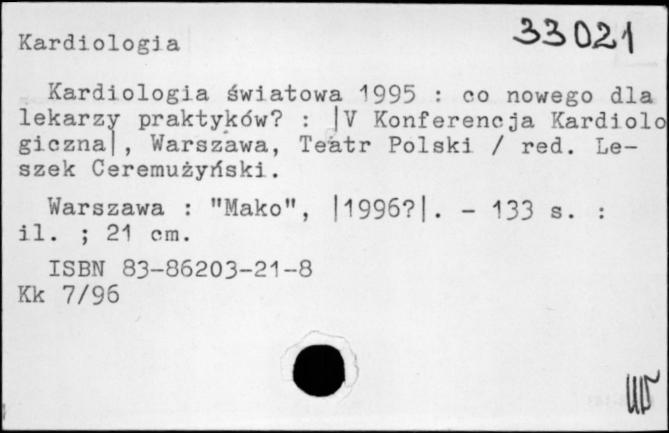 Kardiologia
33021
Kardiologia światowa 1995 : co nowego dla
lekarzy praktyków? : |V Konferencja Kardiolo
giczna|, Warszawa, Teatr Polski / red. Le-
szek Ceremużyński.
Warszawa : "Mako", |1996?|. - 133 s. :
il. ; 21 cm.
ISBN 83-86203-21-8
Kk 7/96